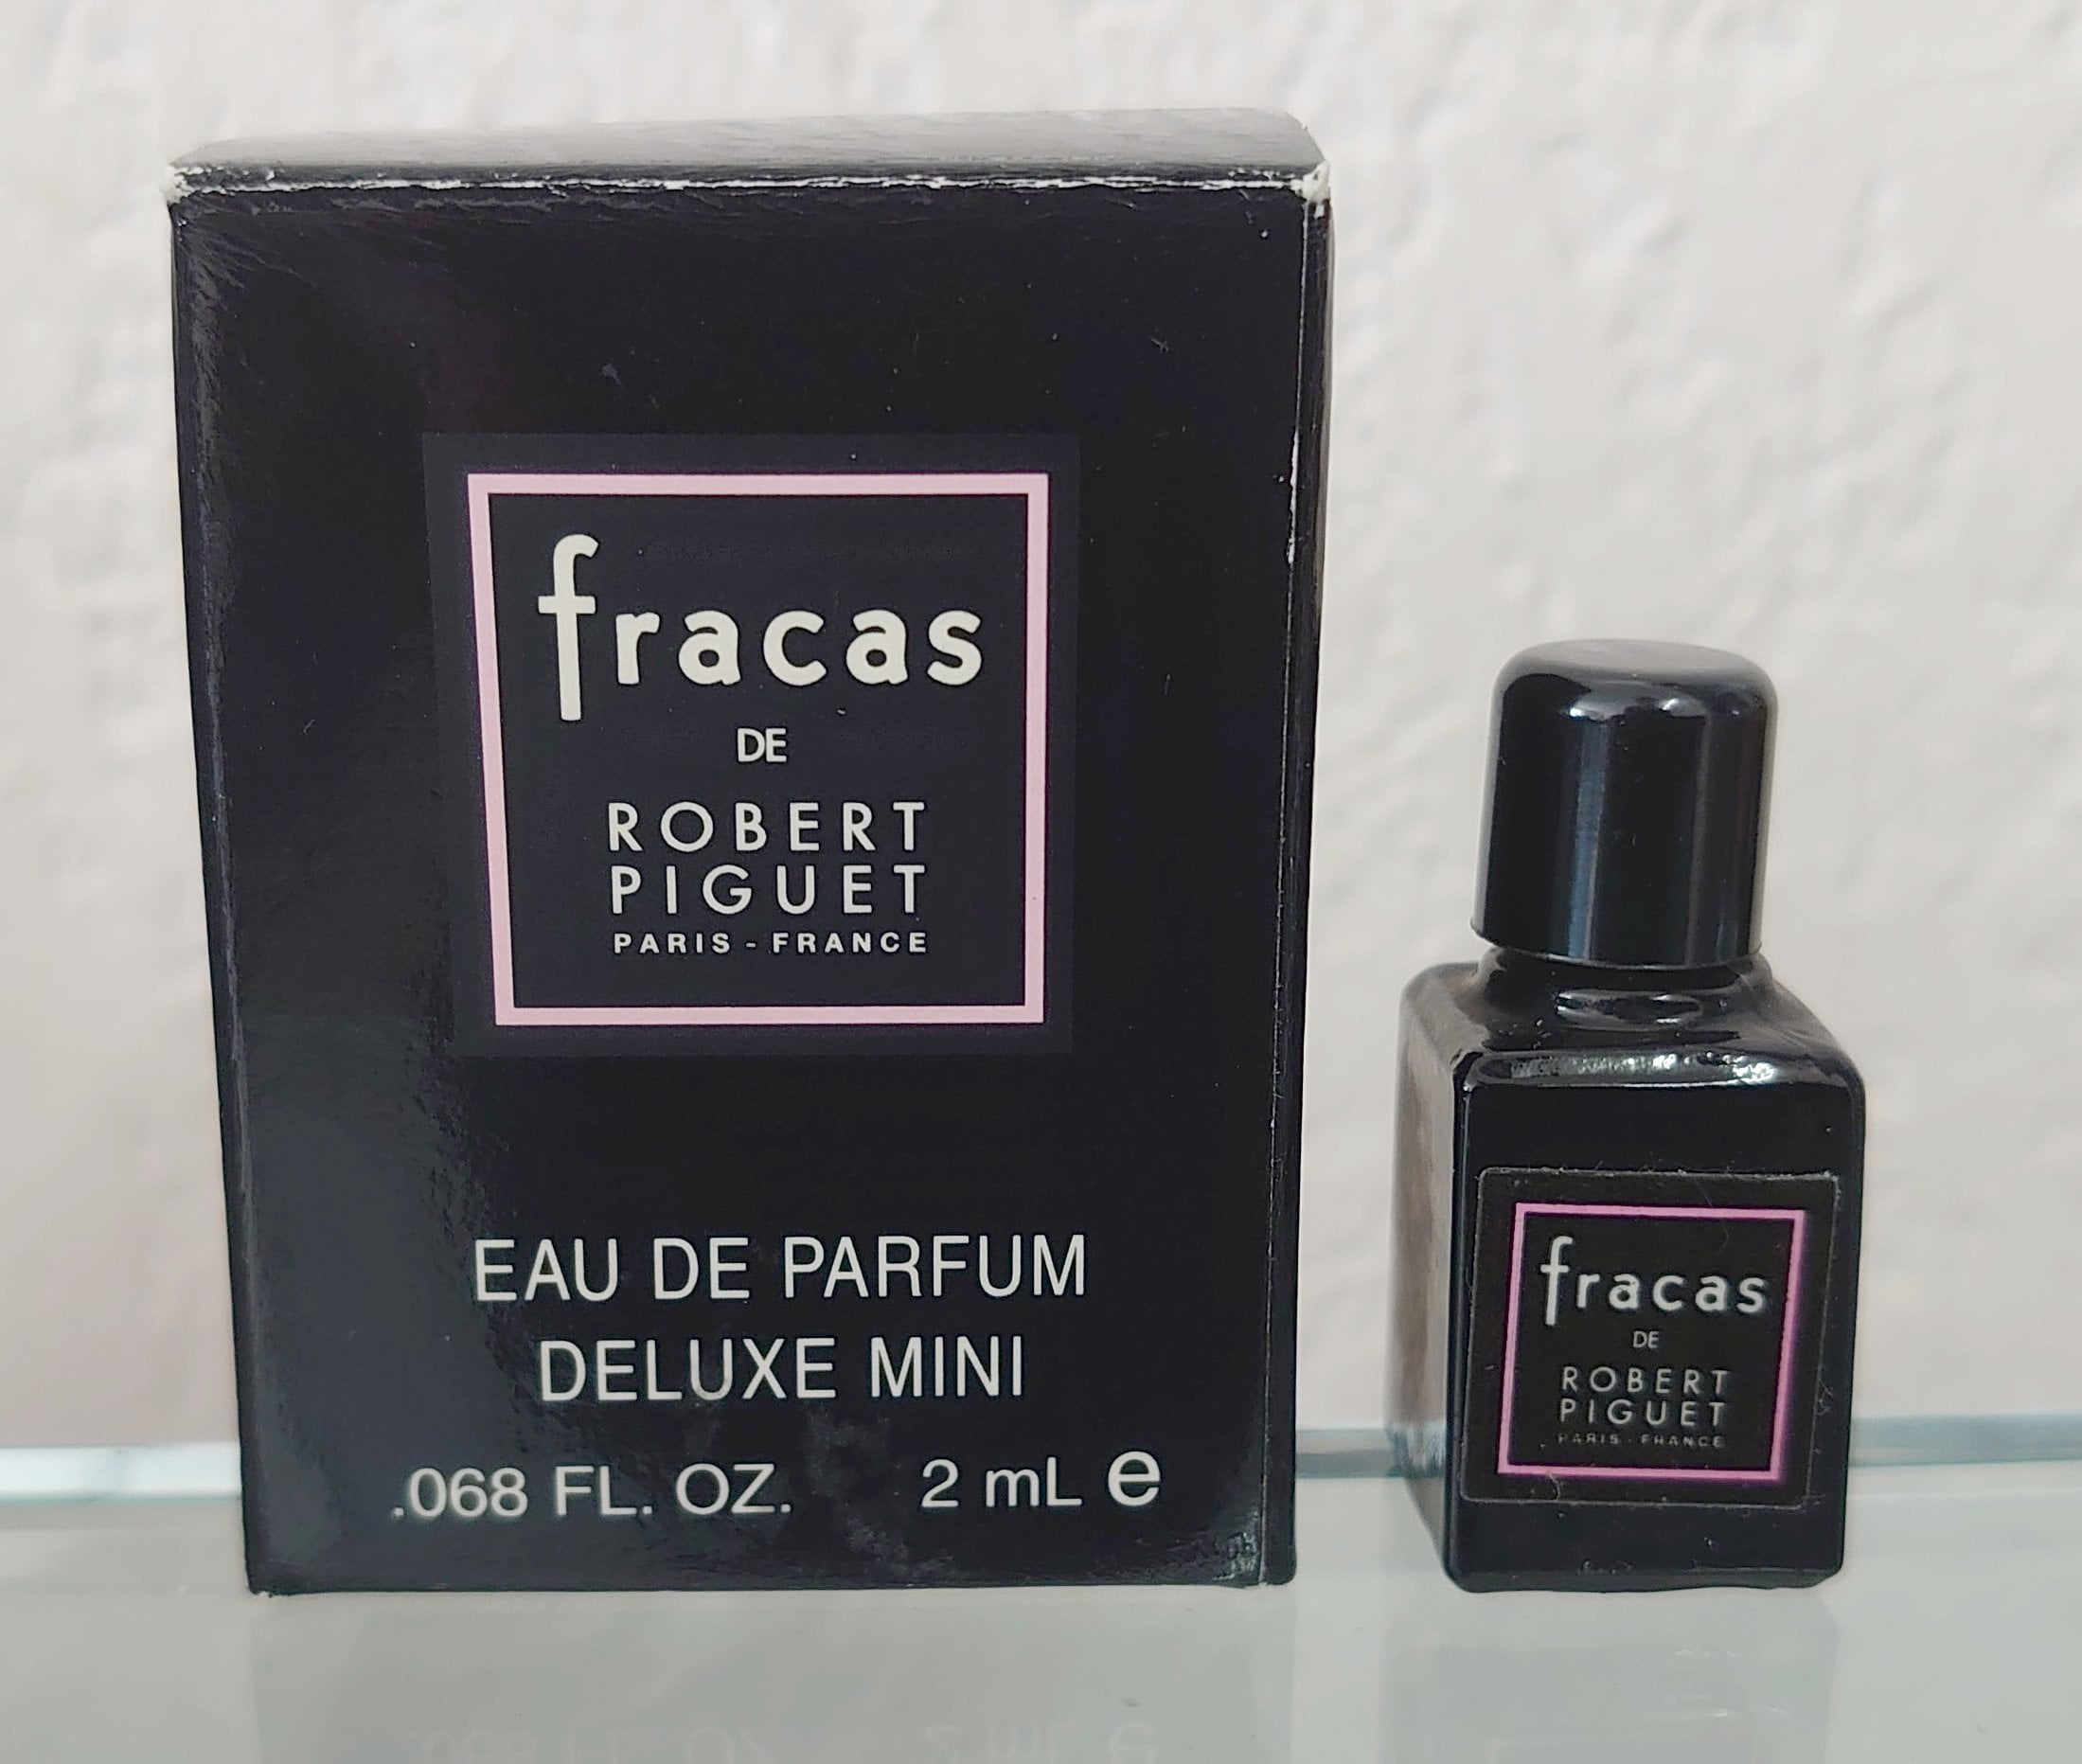 fracas
DE
ROBERT
PIGUET
PARIS - FRANCE
EAU DE PARFUM
DELUXE MINI
.068 FL. OZ. 2 mL e
fracas
DE
ROBERT
PIGUET
PARIS - FRANCE